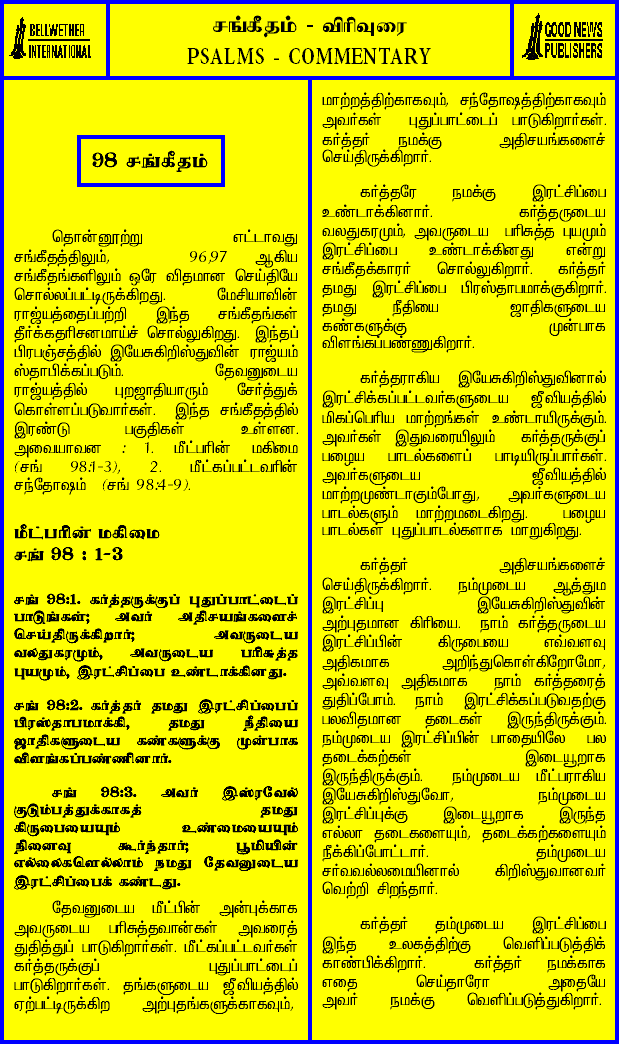 BELLWETHER
INTERNATIONAL
சங்கீதம் - விரிவுரை
PSALMS - COMMENTARY
GOOD NEWS
PUBLISHERS
98 சங்கீதம்
தொன்னூற்று எட்டாவது
சங்கீதத்திலும், 96,97 ஆகிய
சங்கீதங்களிலும் ஒரே விதமான செய்தியே
சொல்லப்பட்டிருக்கிறது. மேசியாவின்
ராஜ்யத்தைப்பற்றி இந்த சங்கீதங்கள்
தீர்க்கதரிசனமாய்ச் சொல்லுகிறது. இந்தப்
பிரபஞ்சத்தில் இயேசுகிறிஸ்துவின் ராஜ்யம்
ஸ்தாபிக்கப்படும். தேவனுடைய
ராஜ்யத்தில் புறஜாதியாரும் சேர்த்துக்
கொள்ளப்படுவார்கள். இந்த சங்கீதத்தில்
இரண்டு பகுதிகள் உள்ளன.
அவையாவன : 1. மீட்பரின் மகிமை
(சங் 98:1-3), 2. மீட்கப்பட்டவரின்
சந்தோஷம் (சங் 98:4-9).
மீட்பரின் மகிமை
சங் 98 : 1-3
சங் 98:1. கர்த்தருக்குப் புதுப்பாட்டைப்
பாடுங்கள்; அவர் அதிசயங்களைச்
செய்திருக்கிறார்; அவருடைய
வலதுகரமும், அவருடைய பரிசுத்த
புயமும், இரட்சிப்பை உண்டாக்கினது.
சங் 98:2. கர்த்தர் தமது இரட்சிப்பைப்
பிரஸ்தாபமாக்கி, தமது நீதியை
ஜாதிகளுடைய கண்களுக்கு முன்பாக
விளங்கப்பண்ணினார்.
சங் 98:3. அவர் இஸ்ரவேல்
குடும்பத்துக்காகத் தமது
கிருபையையும் உண்மையையும்
நினைவு கூர்ந்தார்; பூமியின்
எல்லைகளெல்லாம் நமது தேவனுடைய
இரட்சிப்பைக் கண்டது.
தேவனுடைய மீட்பின் அன்புக்காக
அவருடைய பரிசுத்தவான்கள் அவரைத்
துதித்துப் பாடுகிறார்கள். மீட்கப்பட்டவர்கள்
கர்த்தருக்குப் புதுப்பாட்டைப்
பாடுகிறார்கள். தங்களுடைய ஜீவியத்தில்
ஏற்பட்டிருக்கிற அற்புதங்களுக்காகவும்,
மாற்றத்திற்காகவும், சந்தோஷத்திற்காகவும்
அவர்கள் புதுப்பாட்டைப் பாடுகிறார்கள்.
கர்த்தர் நமக்கு அதிசயங்களைச்
செய்திருக்கிறார்.
கர்த்தரே நமக்கு இரட்சிப்பை
உண்டாக்கினார். கர்த்தருடைய
வலதுகரமும், அவருடைய பரிசுத்த புயமும்
இரட்சிப்பை உண்டாக்கினது என்று
சங்கீதக்காரர் சொல்லுகிறார். கர்த்தர்
தமது இரட்சிப்பை பிரஸ்தாபமாக்குகிறார்.
தமது நீதியை ஜாதிகளுடைய
கண்களுக்கு முன்பாக
விளங்கப்பண்ணுகிறார்.
கர்த்தராகிய இயேசுகிறிஸ்துவினால்
இரட்சிக்கப்பட்டவர்களுடைய ஜீவியத்தில்
மிகப்பெரிய மாற்றங்கள் உண்டாயிருக்கும்.
அவர்கள் இதுவரையிலும் கர்த்தருக்குப்
பழைய பாடல்களைப் பாடியிருப்பார்கள்.
அவர்களுடைய ஜீவியத்தில்
மாற்றமுண்டாகும்போது, அவர்களுடைய
பாடல்களும் மாற்றமடைகிறது. பழைய
பாடல்கள் புதுப்பாடல்களாக மாறுகிறது.
கர்த்தர் அதிசயங்களைச்
செய்திருக்கிறார். நம்முடைய ஆத்தும
இரட்சிப்பு இயேசுகிறிஸ்துவின்
அற்புதமான கிரியை. நாம் கர்த்தருடைய
இரட்சிப்பின் கிருபையை எவ்வளவு
அதிகமாக அறிந்துகொள்கிறோமோ,
அவ்வளவு அதிகமாக நாம் கர்த்தரைத்
துதிப்போம். நாம் இரட்சிக்கப்படுவதற்கு
பலவிதமான தடைகள் இருந்திருக்கும்.
நம்முடைய இரட்சிப்பின் பாதையிலே பல
தடைக்கற்கள் இடையூறாக
இருந்திருக்கும். நம்முடைய மீட்பராகிய
இயேசுகிறிஸ்துவோ, நம்முடைய
இரட்சிப்புக்கு இடையூறாக இருந்த
எல்லா தடைகளையும், தடைக்கற்களையும்
நீக்கிப்போட்டார். தம்முடைய
சர்வவல்லமையினால் கிறிஸ்துவானவர்
வெற்றி சிறந்தார்.
கர்த்தர் தம்முடைய இரட்சிப்பை
இந்த உலகத்திற்கு வெளிப்படுத்திக்
காண்பிக்கிறார். கர்த்தர் நமக்காக
எதை செய்தாரோ அதையே
அவர் நமக்கு வெளிப்படுத்துகிறார்.